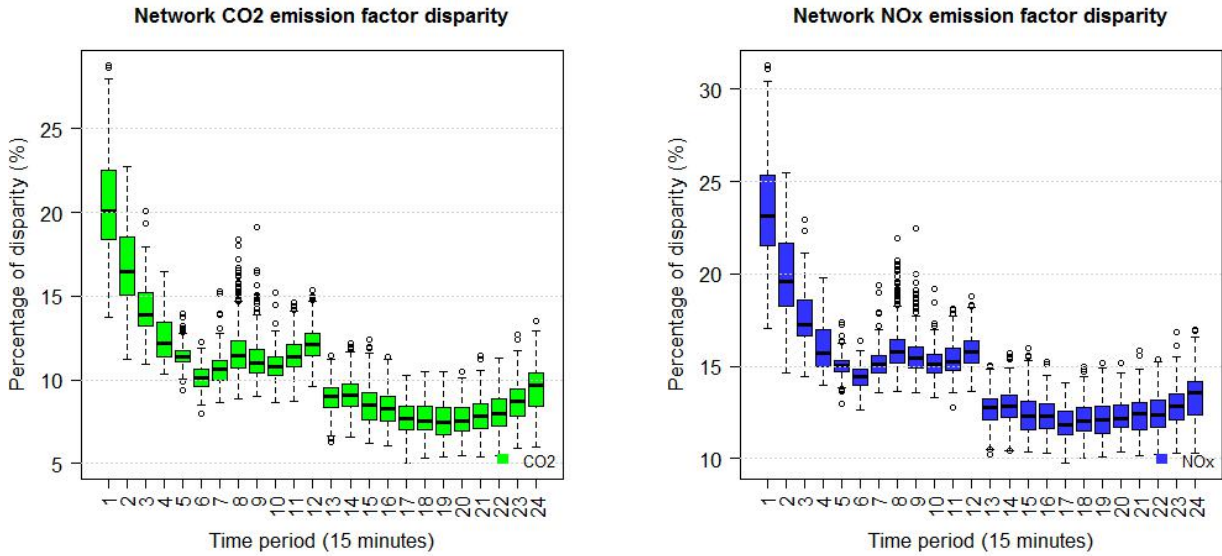 Network CO2 emission factor disparity
Percentage of disparity (%)
25
20
15
10
5
CO2
1 2 3 4 5 6 7 8 9 10 11 12 13 14 15 16 17 18 19 20 21 22 23 24
Time period (15 minutes)
Network NOx emission factor disparity
Percentage of disparity (%)
30
25
20
15
10
NOx
1 2 3 4 5 6 7 8 9 10 11 12 13 14 15 16 17 18 19 20 21 22 23 24
Time period (15 minutes)